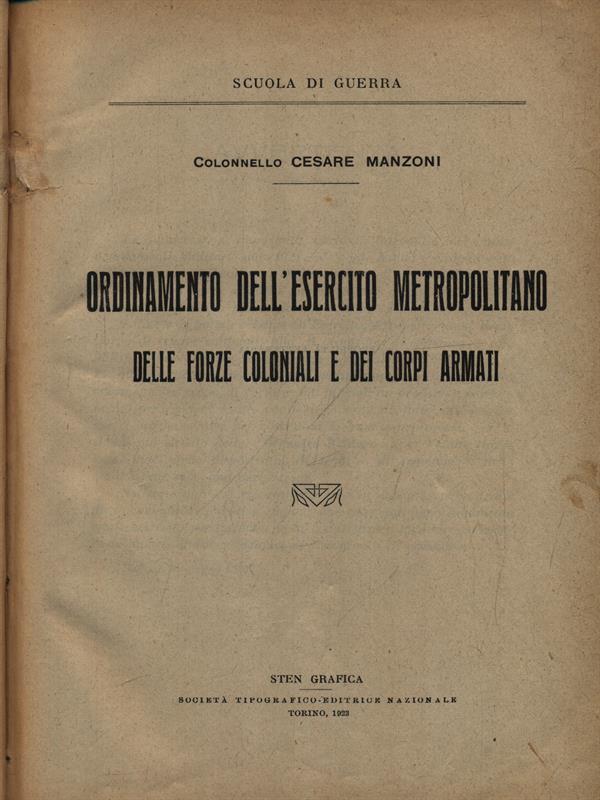 SCUOLA DI GUERRA
COLONNELLO CESARE MANZONI
ORDINAMENTO DELL'ESERCITO METROPOLITANO
DELLE FORZE COLONIALI E DEI CORPI ARMATI
STEN GRAFICA
SOCIETÀ TIPOGRAFICO-EDITRICE NAZIONALE
TORINO, 1923